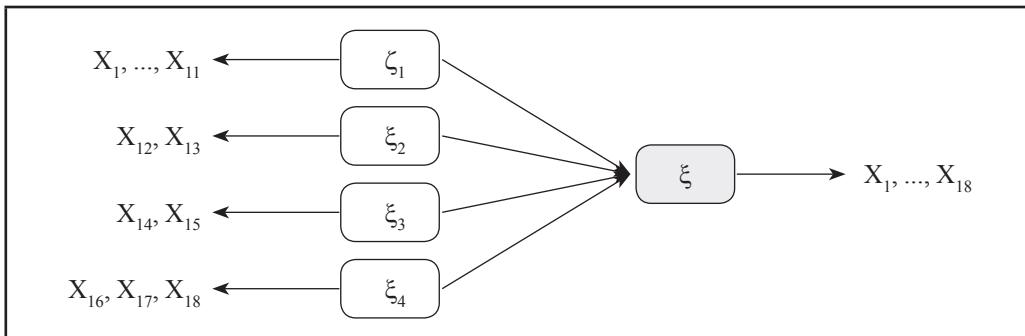 X₁, ..., X₁₁
ζ₁
X₁₂, X₁₃
ξ₂
ξ
X₁, ..., X₁₈
X₁₄, X₁₅
ξ₃
X₁₆, X₁₇, X₁₈
ξ₄